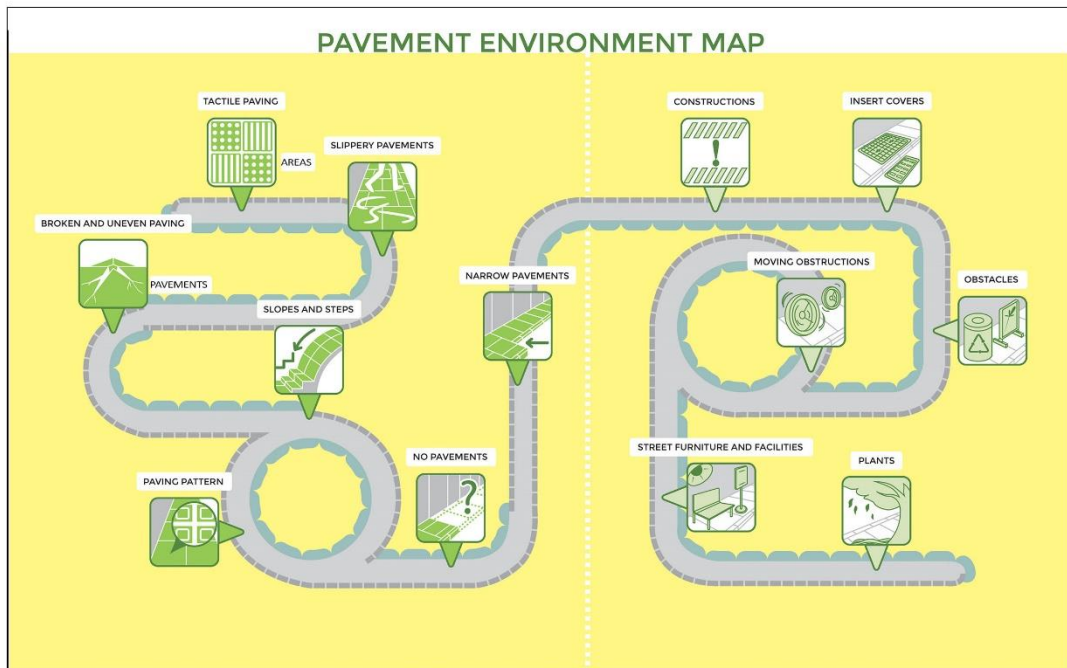 PAVEMENT ENVIRONMENT MAP
TACTILE PAVING
AREAS
SLIPPERY PAVEMENTS
BROKEN AND UNEVEN PAVING
PAVEMENTS
SLOPES AND STEPS
PAVING PATTERN
NO PAVEMENTS
NARROW PAVEMENTS
CONSTRUCTIONS
INSERT COVERS
MOVING OBSTRUCTIONS
OBSTACLES
STREET FURNITURE AND FACILITIES
PLANTS